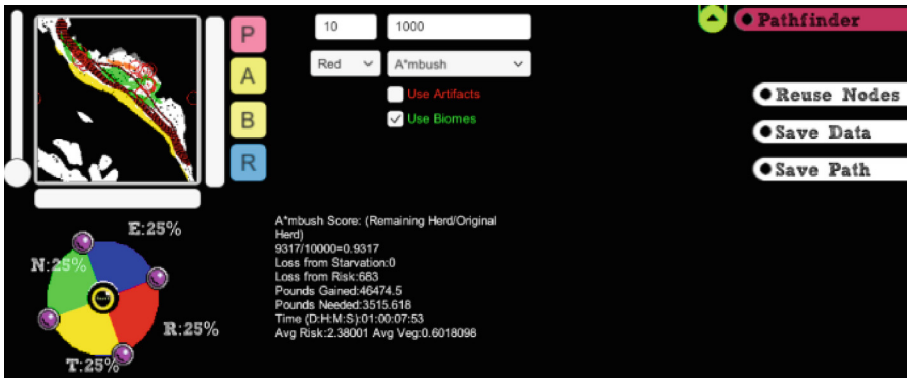 P
A
B
R
10
1000
Red
A*mbush
Use Artifacts
Use Biomes
Pathfinder
Reuse Nodes
Save Data
Save Path
E:25%
N:25%
R:25%
T:25%
A*mbush Score: (Remaining Herd/Original
Herd)
9317/10000=0.9317
Loss from Starvation:0
Loss from Risk:683
Pounds Gained:46474.5
Pounds Needed:3515.618
Time (D:H:M:S):01:00:07:53
Avg Risk:2.38001 Avg Veg:0.6018098